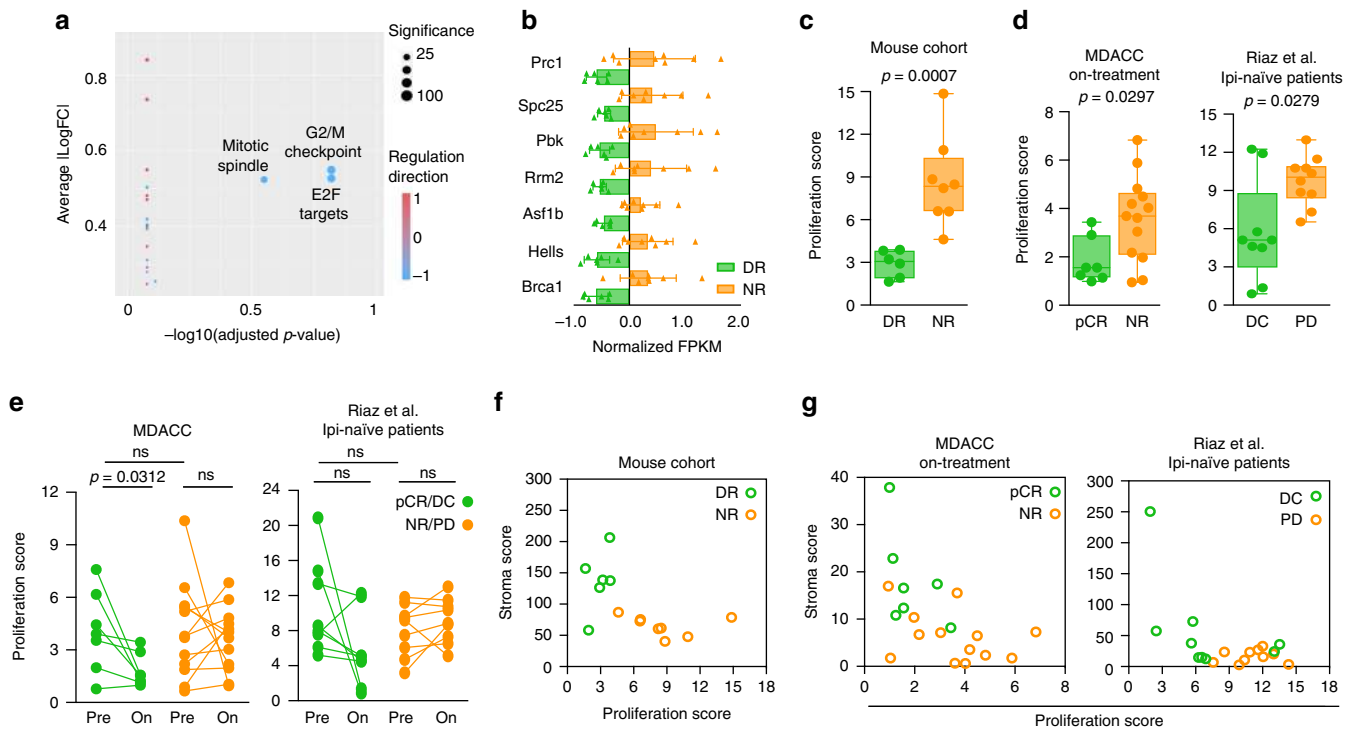 a
Significance
25
100
Regulation
direction
1
0
−1
Average |LogFC|
0.8
0.6
0.4
Mitotic
spindle
G2/M
checkpoint
E2F
targets
0
0.5
1
−log10(adjusted p-value)
b
Prc1
Spc25
Pbk
Rrm2
Asf1b
Hells
Brca1
DR
NR
−1.0
0.0
1.0
2.0
Normalized FPKM
c
Mouse cohort
p = 0.0007
Proliferation score
15
12
9
6
3
0
DR
NR
d
MDACC
on-treatment
p = 0.0297
Proliferation score
8
6
4
2
0
pCR
NR
Riaz et al.
Ipi-naïve patients
p = 0.0279
15
12
9
6
3
0
DC
PD
e
MDACC
ns
p = 0.0312
ns
Proliferation score
12
9
6
3
0
Pre
On
Pre
On
Riaz et al.
Ipi-naïve patients
ns
ns
ns
24
20
16
12
8
4
0
pCR/DC
NR/PD
Pre
On
Pre
On
f
Mouse cohort
Stroma score
300
250
200
150
100
50
0
DR
NR
0
3
6
9
12
15
18
Proliferation score
g
MDACC
on-treatment
Stroma score
40
30
20
10
0
pCR
NR
0
2
4
6
8
Riaz et al.
Ipi-naïve patients
300
250
200
150
100
50
0
DC
PD
0
3
6
9
12
15
18
Proliferation score